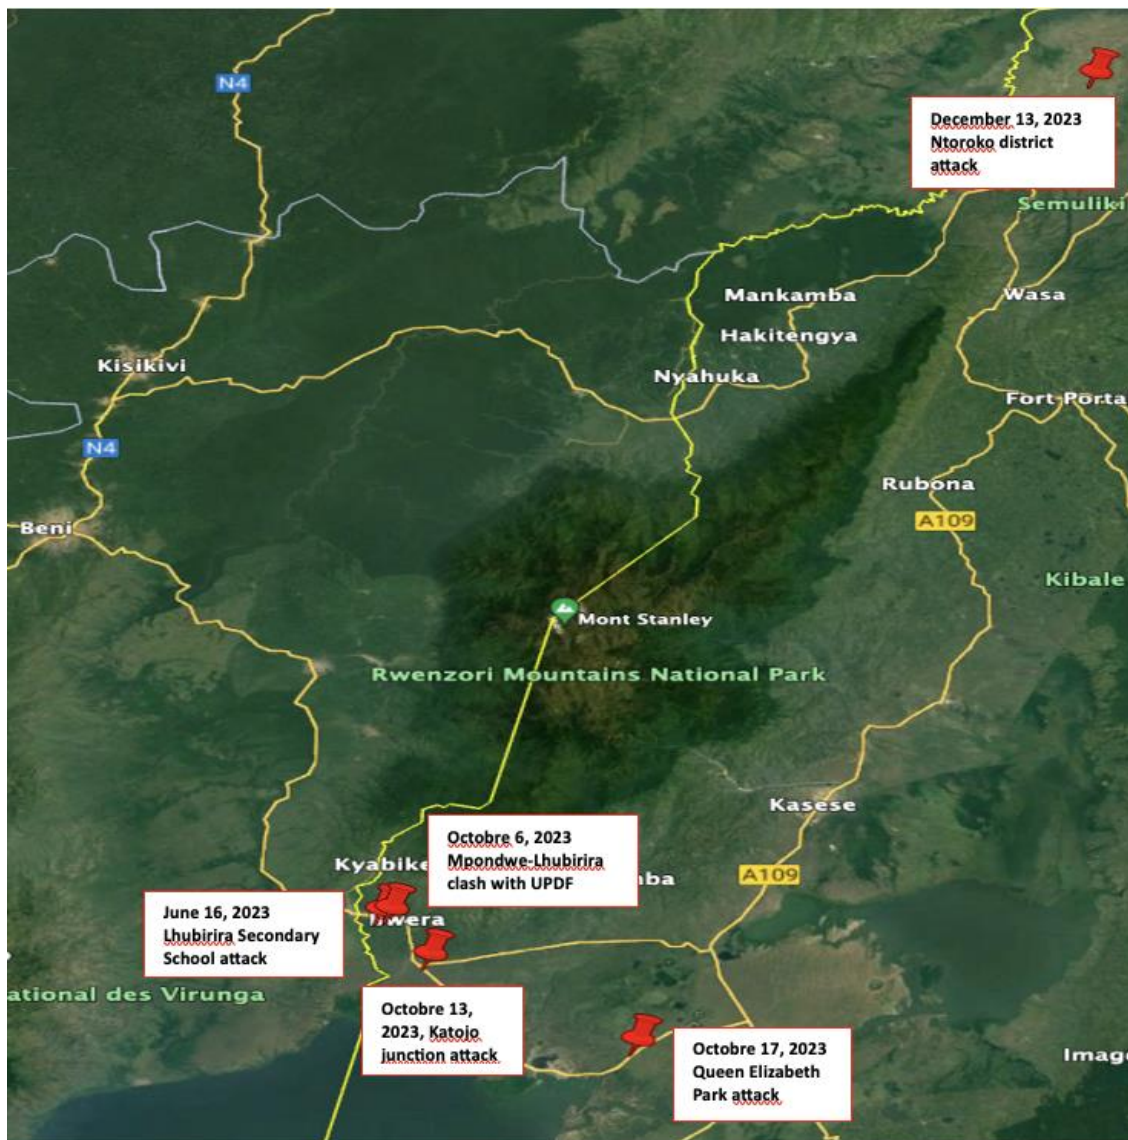 N4
December 13, 2023
Ntoroko district
attack
Semuliki
Mankamba
Wasa
Hakitengya
Kisikivi
Nyahuka
Fort Porta
N4
Rubona
Beni
A109
Kibale
Mont Stanley
Rwenzori Mountains National Park
Kasese
Octobre 6, 2023
Mpondwe-Lhubirira
clash with UPDF
Kyabike
mba
A109
June 16, 2023
Lhubirira Secondary
School attack
wera
ational des Virunga
Octobre 13,
2023, Katojo
junction attack
Octobre 17, 2023
Queen Elizabeth
Park attack
Image